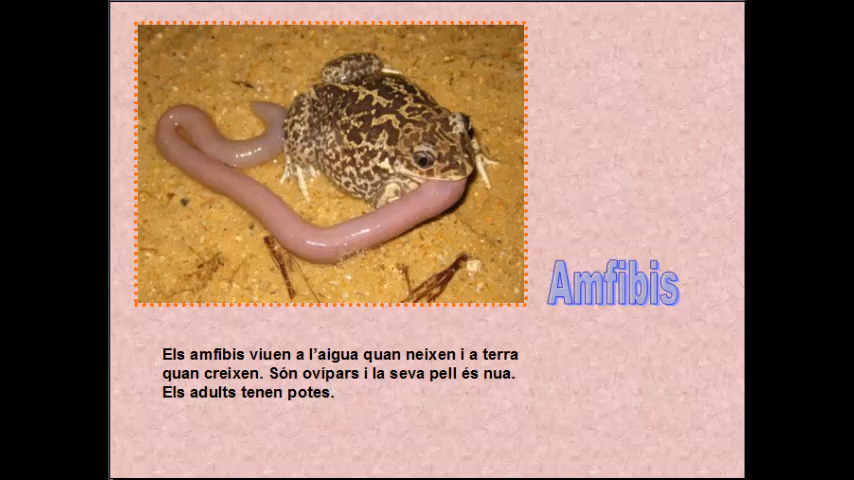 Amfibis
Els amfibis viuen a l’aigua quan neixen i a terra
quan creixen. Són ovípars i la seva pell és nua.
Els adults tenen potes.